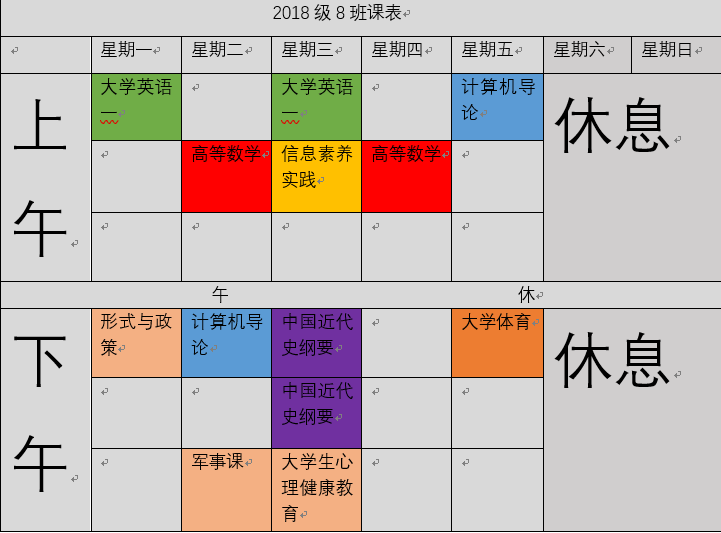 2018 级 8 班课表
星期一 星期二 星期三 星期四 星期五 星期六 星期日
上午
大学英语一
大学英语一
计算机导论
休息
高等数学
信息素养实践
高等数学
午 休
下午
形式与政策
计算机导论
中国近代史纲要
大学体育
休息
中国近代史纲要
军事课
大学生心理健康教育